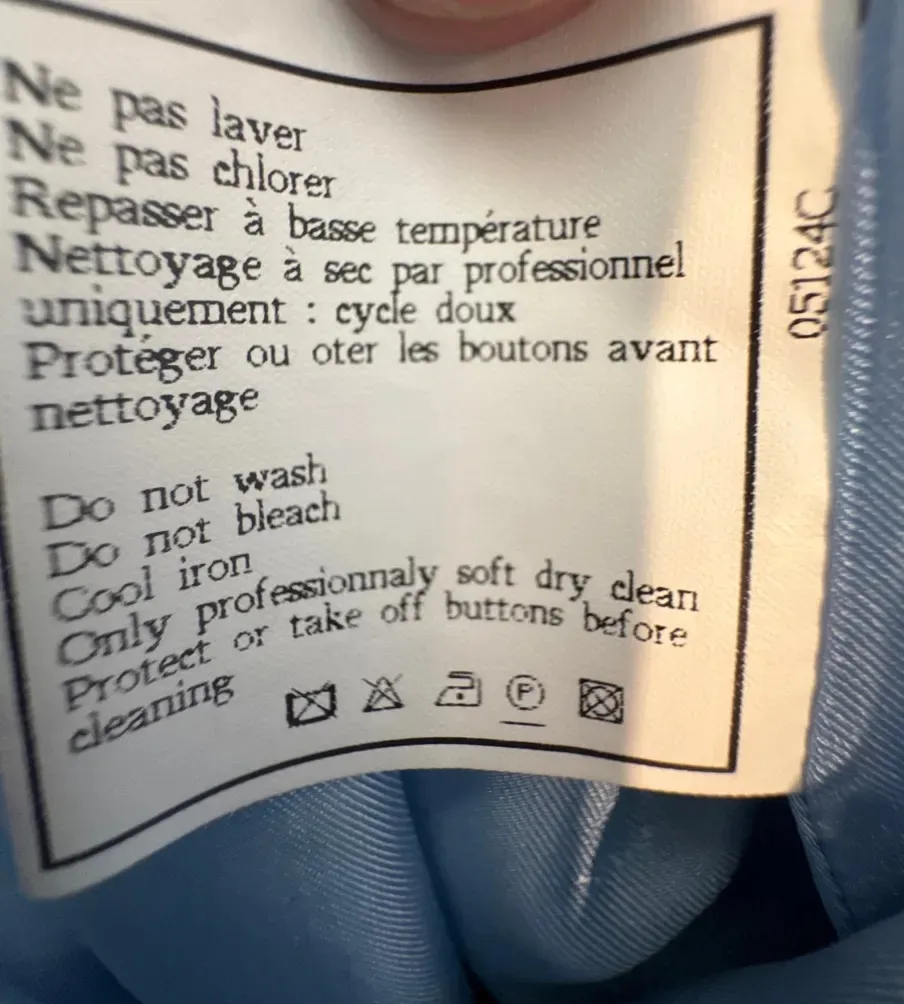 Ne pas laver
Ne pas chlorer
Repasser à basse température
Nettoyage à sec par professionnel
uniquement : cycle doux
Protéger ou oter les boutons avant
nettoyage
Do not wash
Do not bleach
Cool iron
Only professionnaly soft dry clean
Protect or take off buttons before
cleaning
P
05124C